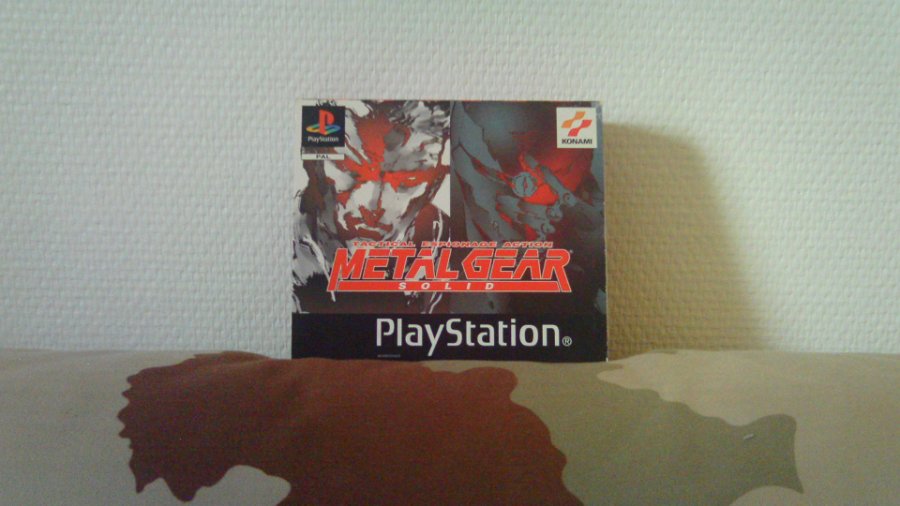 PlayStation
PAL
KONAMI
TACTICAL ESPIONAGE ACTION
METAL GEAR
SOLID
PlayStation®